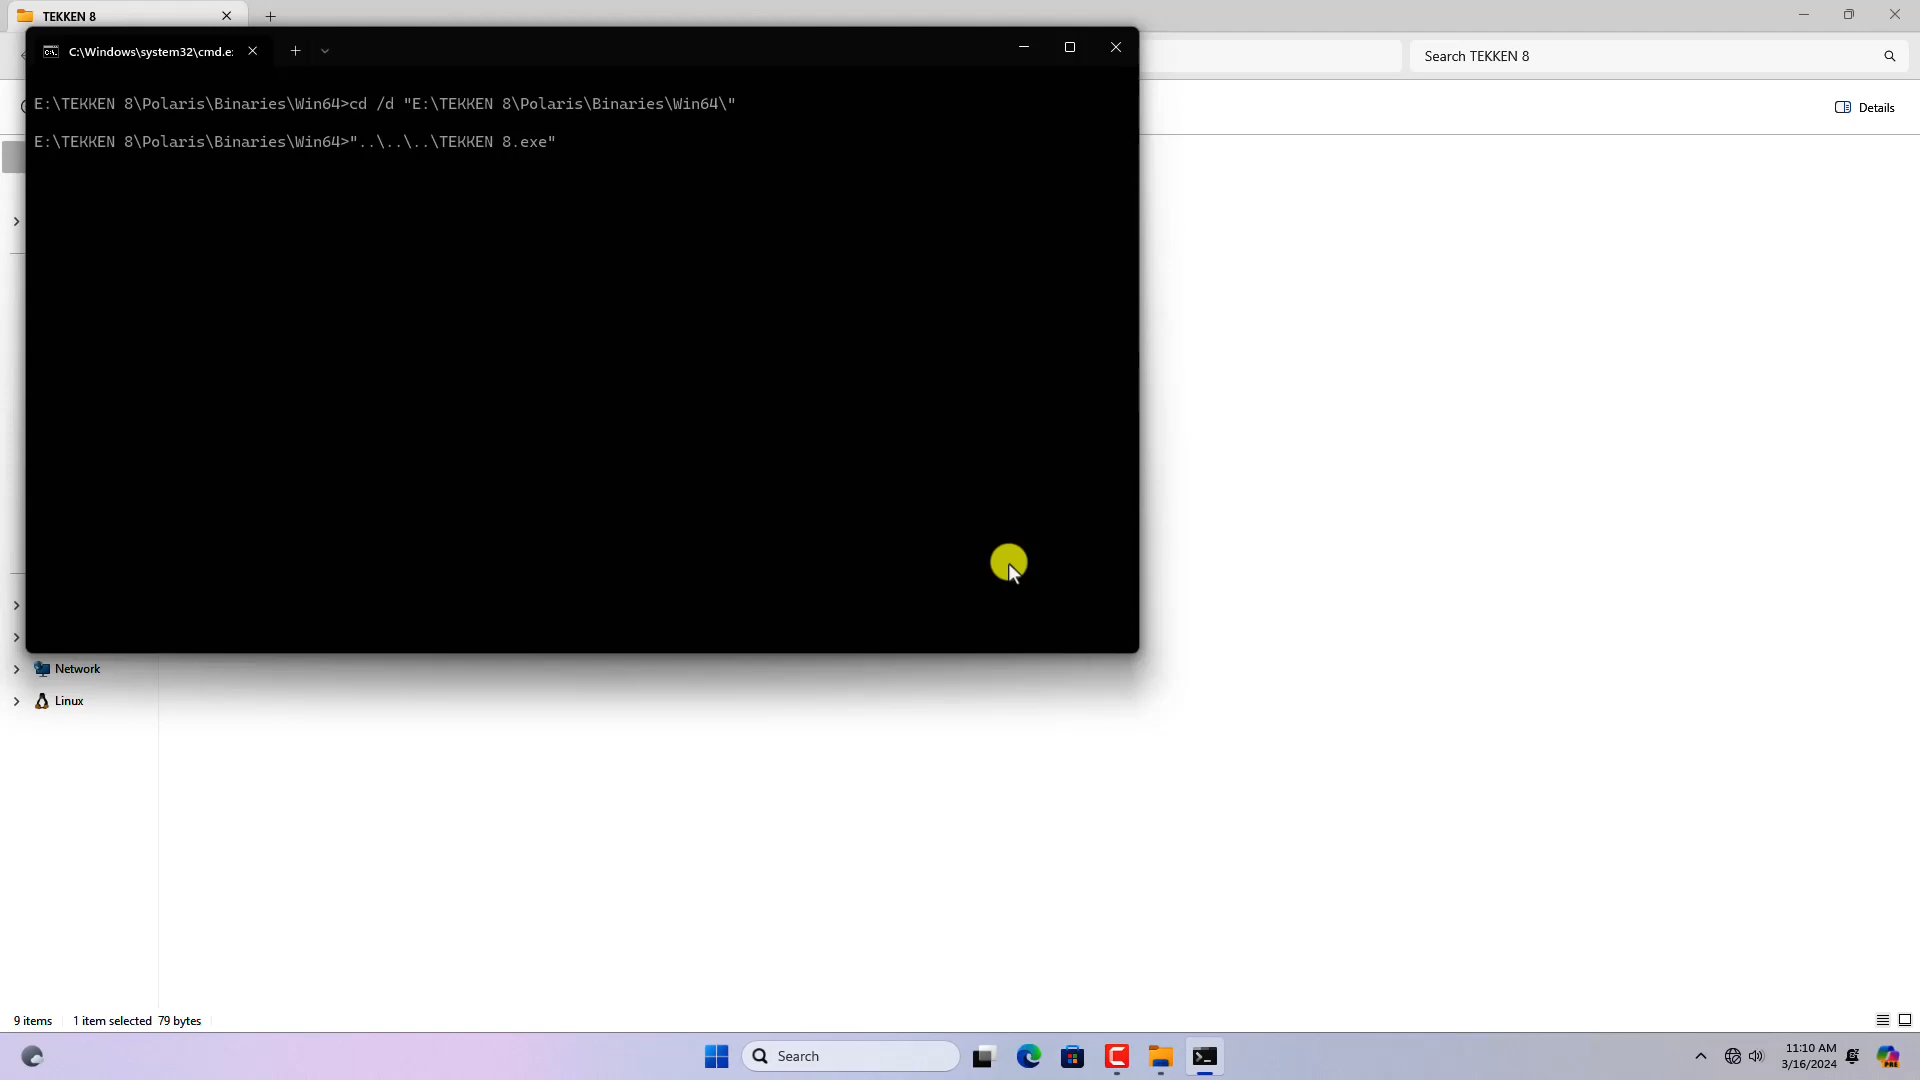 TEKKEN 8
C:\Windows\system32\cmd.e:
Search TEKKEN 8
E:\TEKKEN 8\Polaris\Binaries\Win64>cd /d "E:\TEKKEN 8\Polaris\Binaries\Win64\"
Details
E:\TEKKEN 8\Polaris\Binaries\Win64>"..\..\..\TEKKEN 8.exe"
Network
Linux
9 items 1 item selected 79 bytes
Search
11:10 AM
3/16/2024
PRE